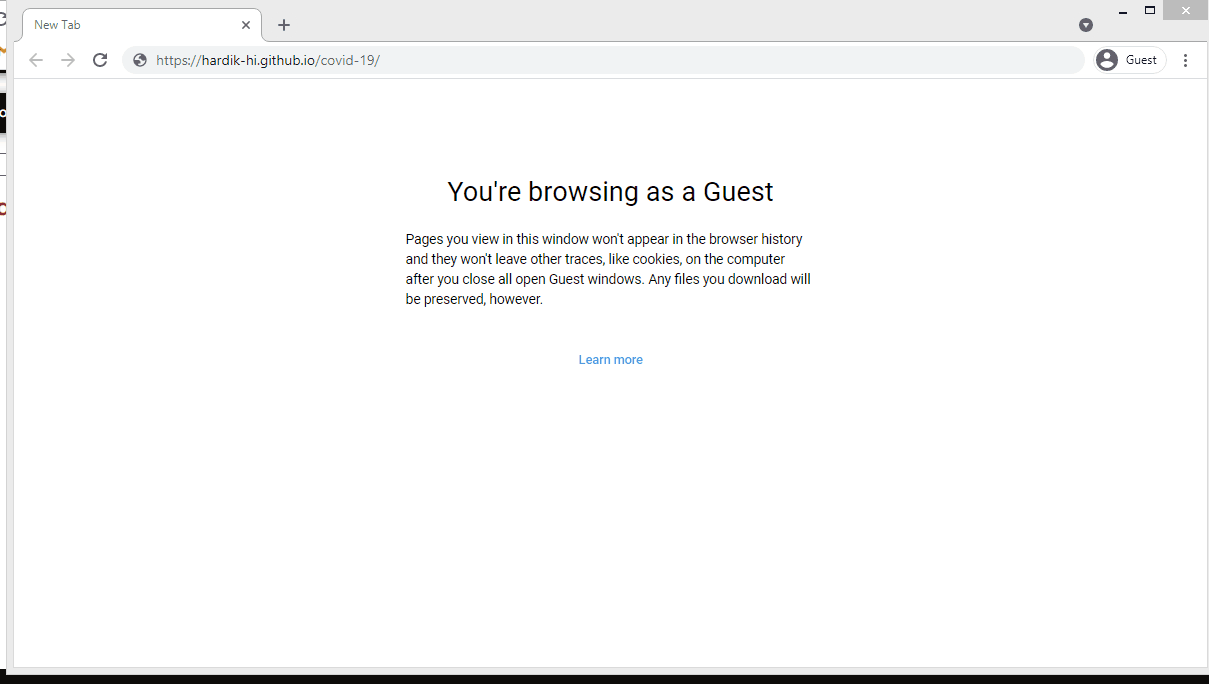 New Tab
https://hardik-hi.github.io/covid-19/
Guest
You're browsing as a Guest
Pages you view in this window won't appear in the browser history
and they won't leave other traces, like cookies, on the computer
after you close all open Guest windows. Any files you download will
be preserved, however.
Learn more